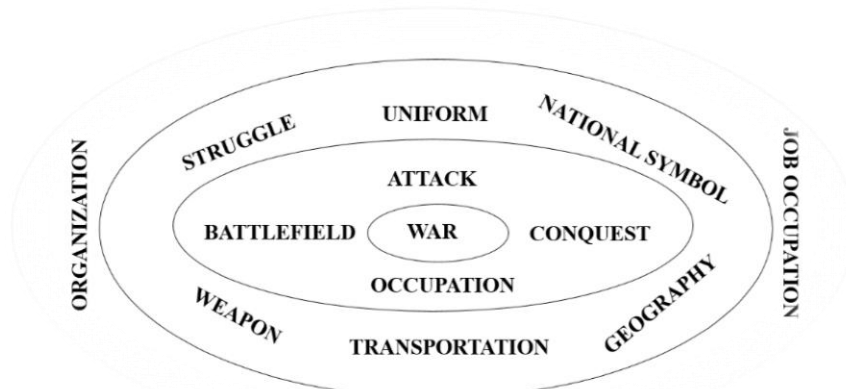 UNIFORM
STRUGGLE
NATIONAL SYMBOL
ORGANIZATION
JOB OCCUPATION
ATTACK
BATTLEFIELD
WAR
CONQUEST
OCCUPATION
WEAPON
GEOGRAPHY
TRANSPORTATION